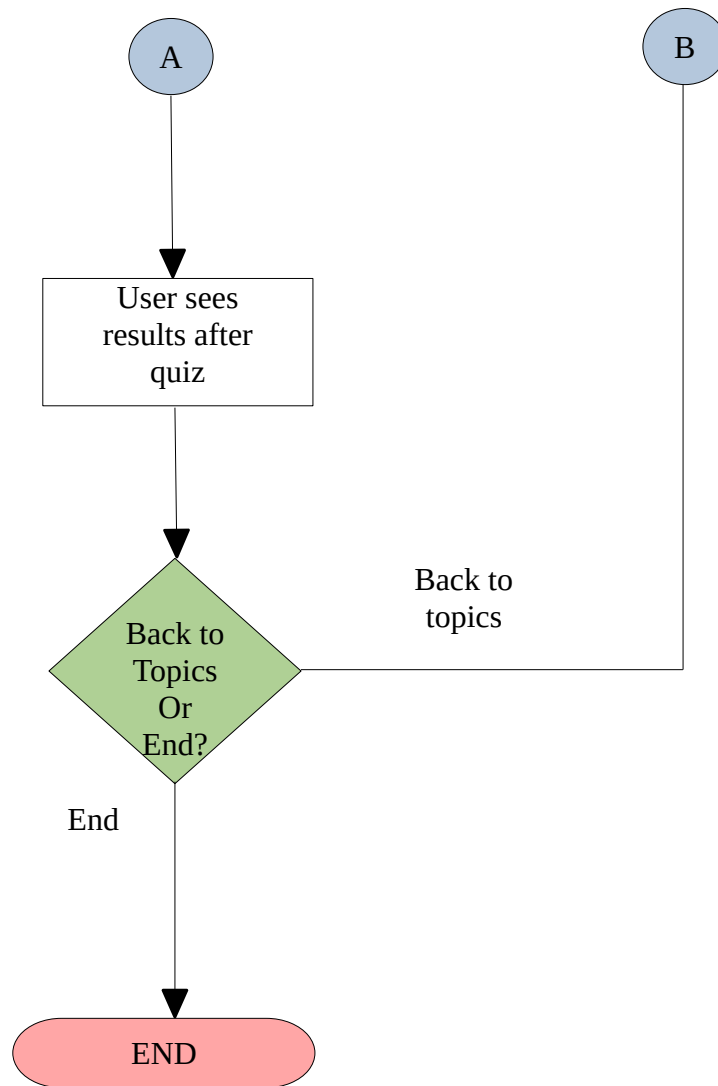 A
B
User sees
results after
quiz
Back to
topics
Back to
Topics
Or
End?
End
END